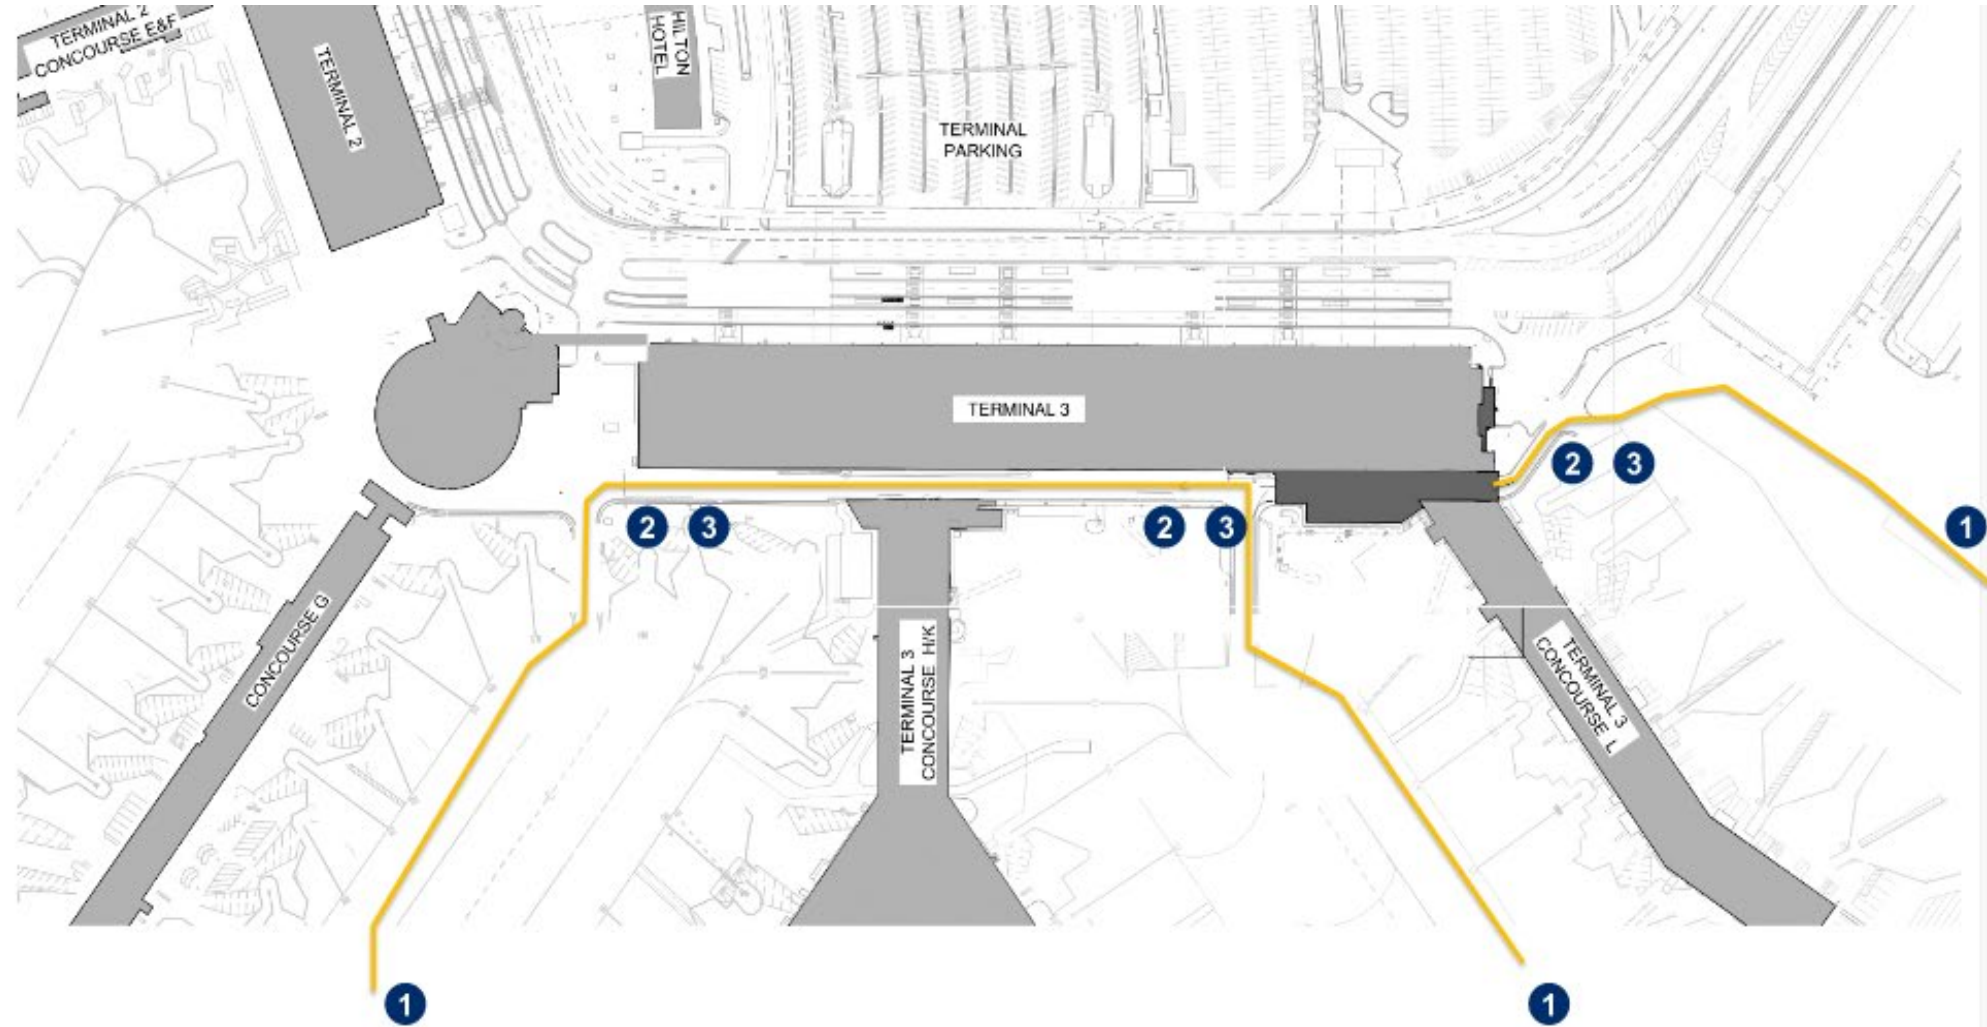 TERMINAL 2
CONCOURSE E&F
TERMINAL 2
HILTON
HOTEL
TERMINAL
PARKING
TERMINAL 3
2
3
1
2
3
2
3
CONCOURSE G
TERMINAL 3
CONCOURSE H/K
TERMINAL 3
CONCOURSE L
1
1